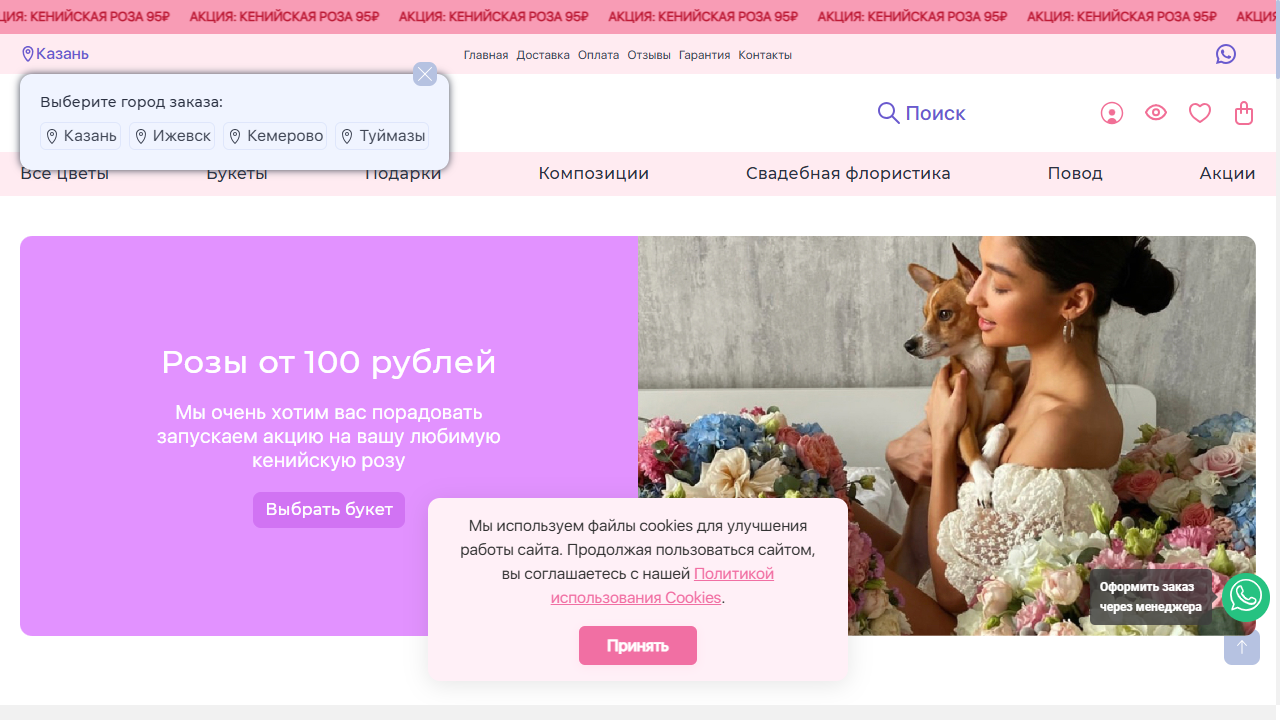 АКЦИЯ: КЕНИЙСКАЯ РОЗА 95₽ АКЦИЯ: КЕНИЙСКАЯ РОЗА 95₽ АКЦИЯ: КЕНИЙСКАЯ РОЗА 95₽ АКЦИЯ: КЕНИЙСКАЯ РОЗА 95₽ АКЦИЯ: КЕНИЙСКАЯ РОЗА 95₽
Казань Главная Доставка Оплата Отзывы Гарантия Контакты
Выберите город заказа:
Казань Ижевск Кемерово Туймазы
Поиск
Все цветы Букеты Подарки Композиции Свадебная флористика Повод Акции
Розы от 100 рублей
Мы очень хотим вас порадовать
запускаем акцию на вашу любимую
кенийскую розу
Выбрать букет
Мы используем файлы cookies для улучшения
работы сайта. Продолжая пользоваться сайтом,
вы соглашаетесь с нашей Политикой
использования Cookies.
Принять
Оформить заказ
через менеджера